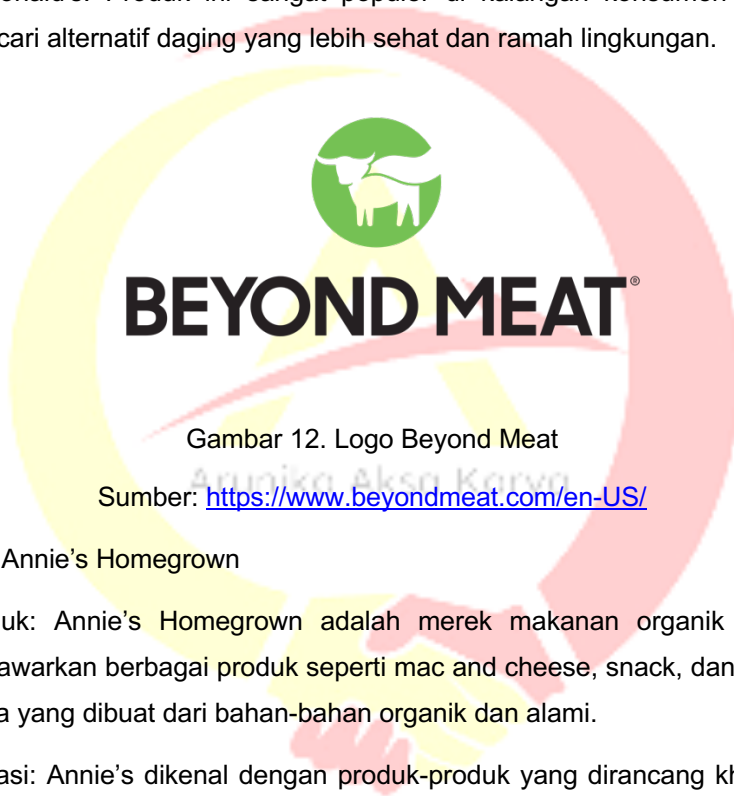 cari alternatif daging yang lebih sehat dan ramah lingkungan.
BEYOND MEAT®
Gambar 12. Logo Beyond Meat
Arunika Aksa Karya
Sumber: https://www.beyondmeat.com/en-US/
Annie’s Homegrown
uk: Annie’s Homegrown adalah merek makanan organik
awarkan berbagai produk seperti mac and cheese, snack, dan
a yang dibuat dari bahan-bahan organik dan alami.
asi: Annie’s dikenal dengan produk-produk yang dirancang kh